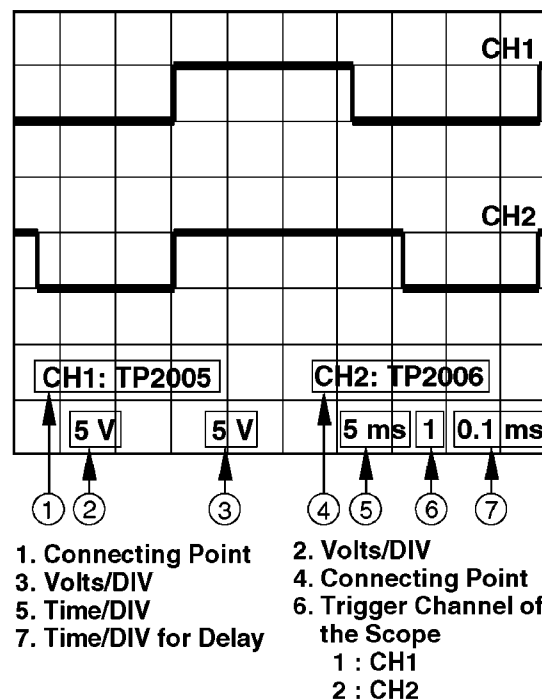 CH1
CH2
CH1: TP2005 CH2: TP2006
5 V 5 V 5 ms 1 0.1 ms
1 2 3 4 5 6 7
1. Connecting Point
2. Volts/DIV
3. Volts/DIV
4. Connecting Point
5. Time/DIV
6. Trigger Channel of
the Scope
1 : CH1
2 : CH2
7. Time/DIV for Delay